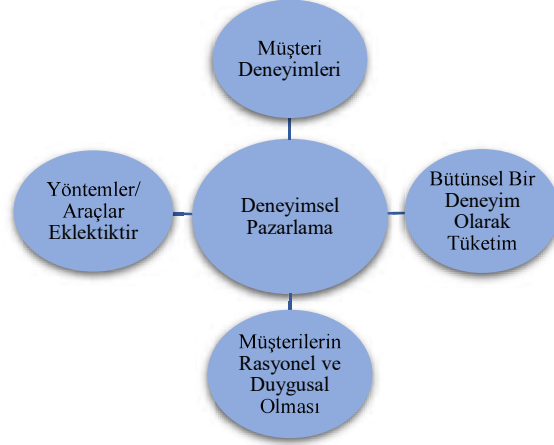 Müşteri
Deneyimleri
Yöntemler/
Araçlar
Eklektiktir
Deneyimsel
Pazarlama
Bütünsel Bir
Deneyim
Olarak
Tüketim
Müşterilerin
Rasyonel ve
Duygusal
Olması